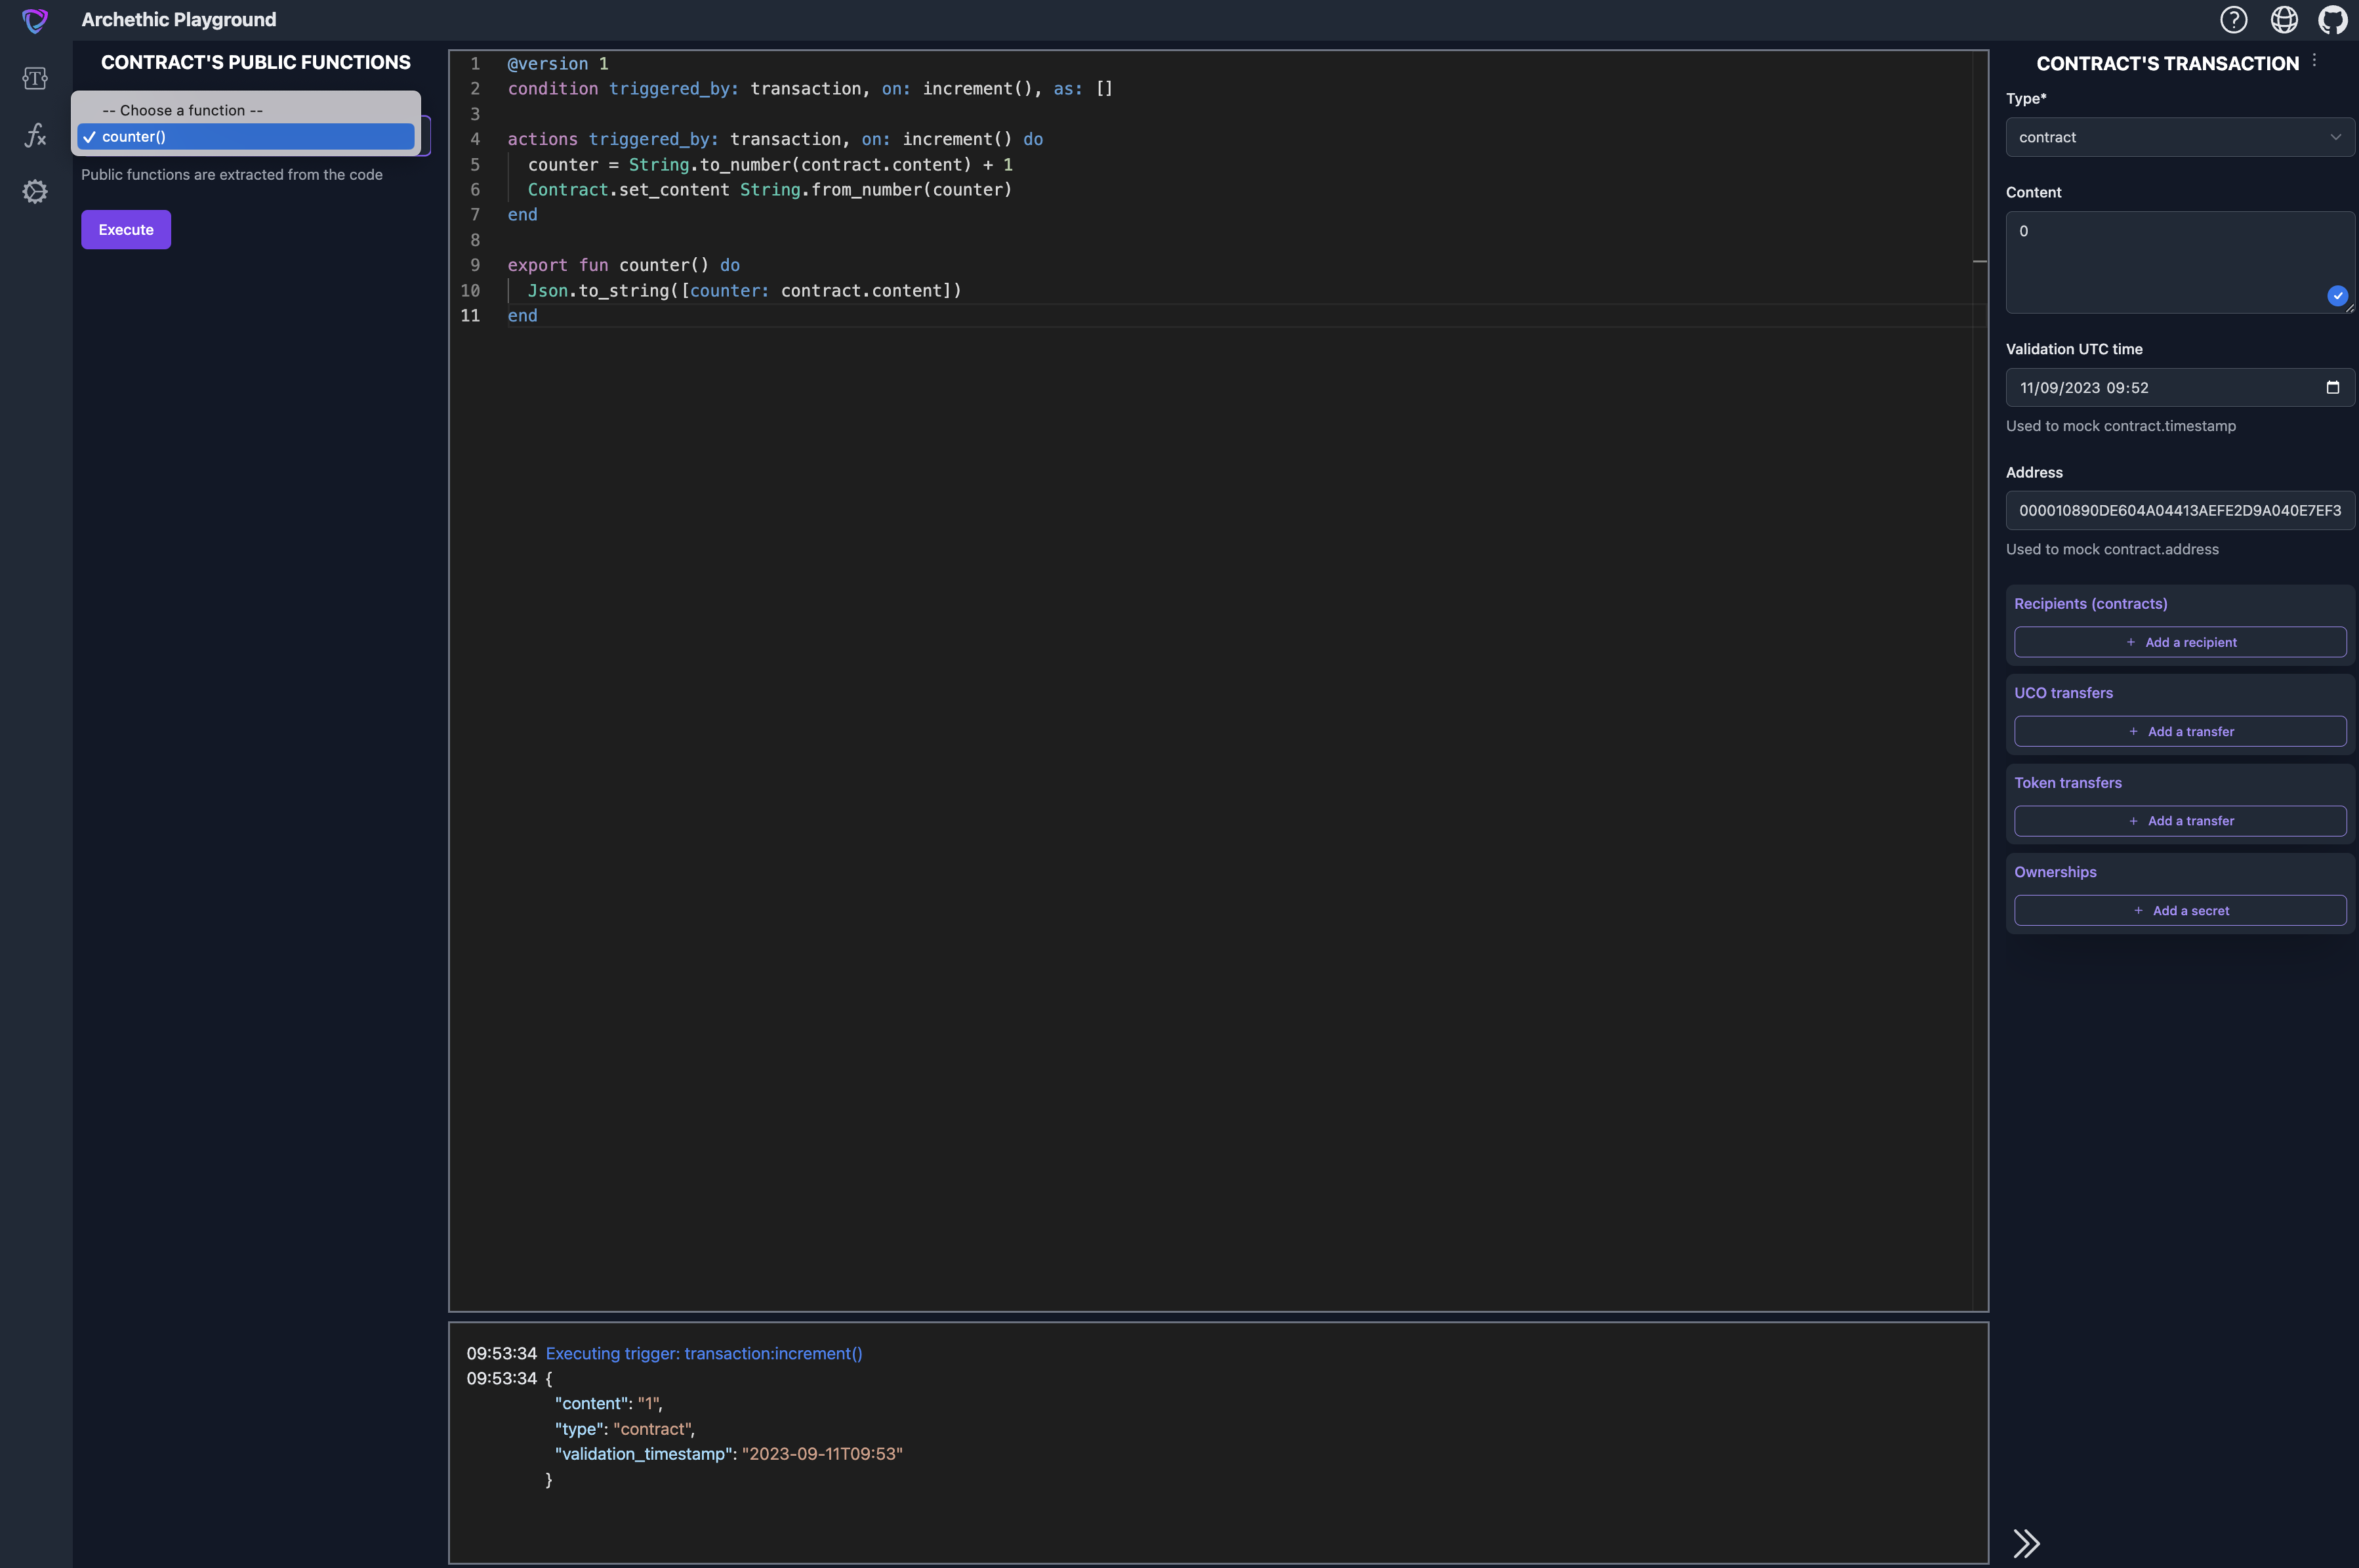 Archethic Playground
CONTRACT'S PUBLIC FUNCTIONS
-- Choose a function --
counter()
Public functions are extracted from the code
Execute
1 @version 1
2 condition triggered_by: transaction, on: increment(), as: []
3
4 actions triggered_by: transaction, on: increment() do
5 counter = String.to_number(contract.content) + 1
6 Contract.set_content String.from_number(counter)
7 end
8
9 export fun counter() do
10 Json.to_string([counter: contract.content])
11 end
09:53:34 Executing trigger: transaction:increment()
09:53:34 {
"content": "1",
"type": "contract",
"validation_timestamp": "2023-09-11T09:53"
}
CONTRACT'S TRANSACTION
Type*
contract
Content
0
Validation UTC time
11/09/2023 09:52
Used to mock contract.timestamp
Address
000010890DE604A04413AEFE2D9A040E7EF3
Used to mock contract.address
Recipients (contracts)
+ Add a recipient
UCO transfers
+ Add a transfer
Token transfers
+ Add a transfer
Ownerships
+ Add a secret